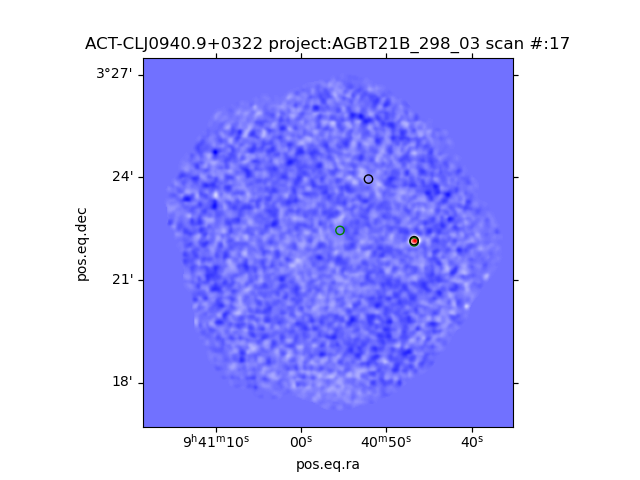 ACT-CLJ0940.9+0322 project:AGBT21B_298_03 scan #:17
3°27'
24'
21'
18'
pos.eq.dec
9ʰ41ᵐ10ˢ 00ˢ 40ᵐ50ˢ 40ˢ
pos.eq.ra